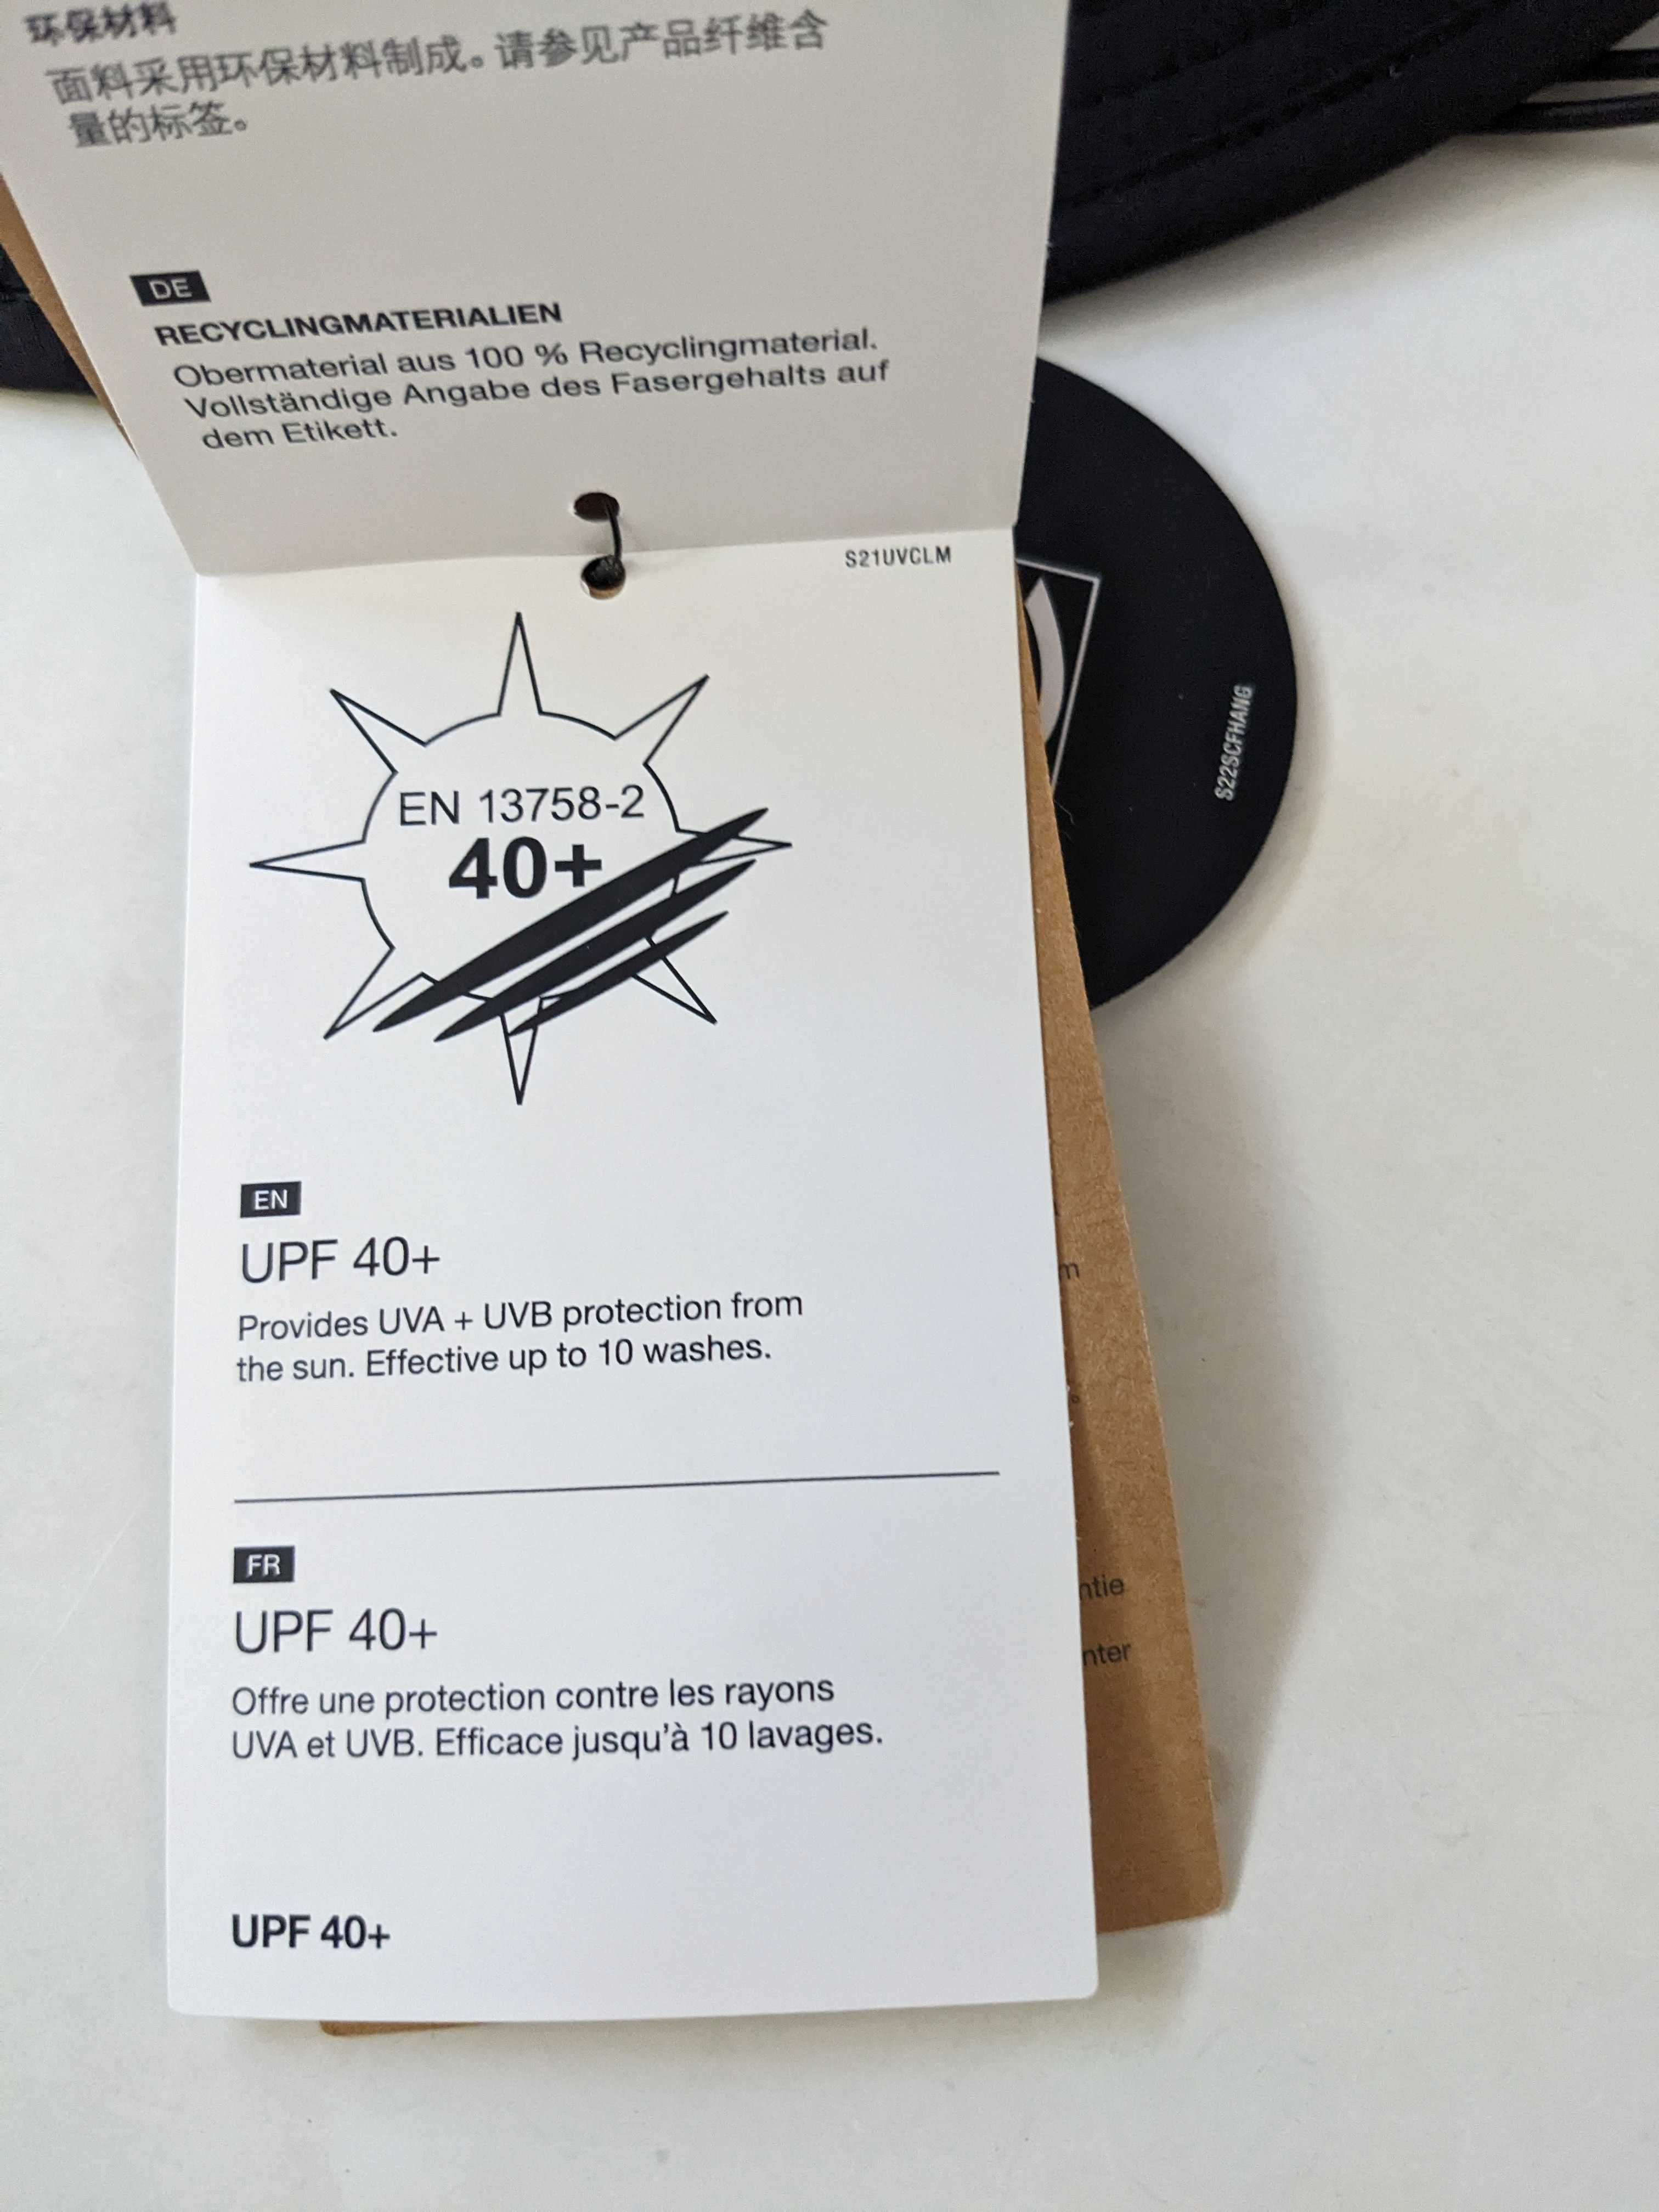 环保材料
面料采用环保材料制成。请参见产品纤维含
量的标签。
DE
RECYCLINGMATERIALIEN
Obermaterial aus 100 % Recyclingmaterial.
Vollständige Angabe des Fasergehalts auf
dem Etikett.
S21UVCLM
EN 13758-2
40+
S22SCFHANG
EN
UPF 40+
Provides UVA + UVB protection from
the sun. Effective up to 10 washes.
FR
UPF 40+
Offre une protection contre les rayons
UVA et UVB. Efficace jusqu'à 10 lavages.
UPF 40+